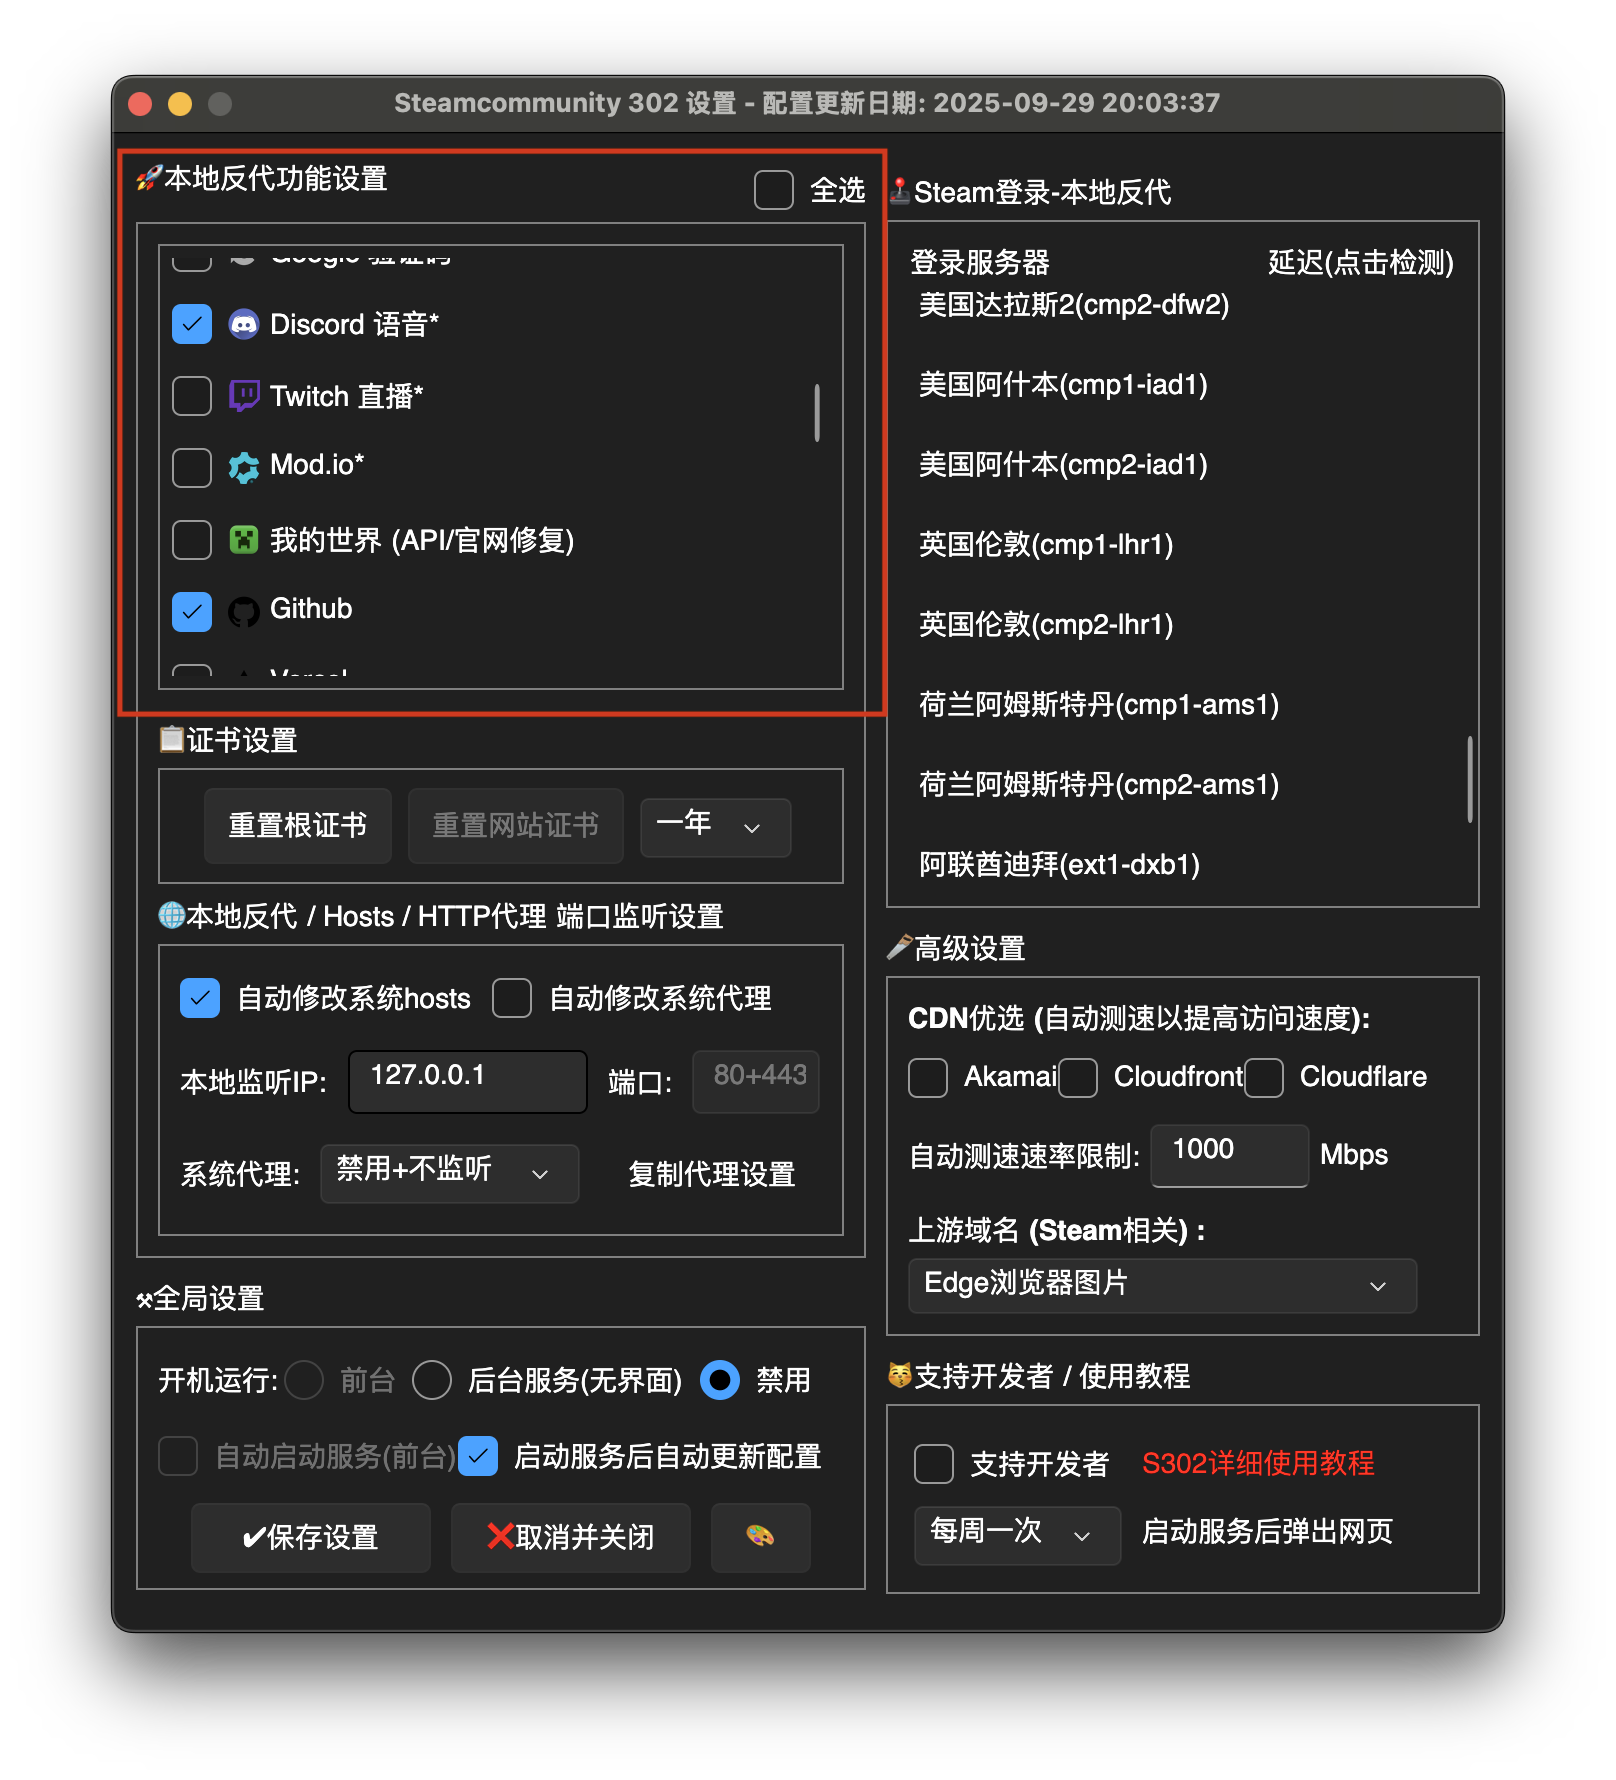 Steamcommunity 302 设置 - 配置更新日期: 2025-09-29 20:03:37
🚀本地反代功能设置
全选
Google 验证码
Discord 语音*
Twitch 直播*
Mod.io*
我的世界 (API/官网修复)
Github
Vercel
📋证书设置
重置根证书 重置网站证书 一年
🌐本地反代 / Hosts / HTTP代理 端口监听设置
自动修改系统hosts 自动修改系统代理
本地监听IP: 127.0.0.1 端口: 80+443
系统代理: 禁用+不监听 复制代理设置
⚒全局设置
开机运行: 前台 后台服务(无界面) 禁用
自动启动服务(前台) 启动服务后自动更新配置
✔保存设置 ❌取消并关闭 🎨
🕹Steam登录-本地反代
登录服务器 延迟(点击检测)
美国达拉斯2(cmp2-dfw2)
美国阿什本(cmp1-iad1)
美国阿什本(cmp2-iad1)
英国伦敦(cmp1-lhr1)
英国伦敦(cmp2-lhr1)
荷兰阿姆斯特丹(cmp1-ams1)
荷兰阿姆斯特丹(cmp2-ams1)
阿联酋迪拜(ext1-dxb1)
高级设置
CDN优选 (自动测速以提高访问速度):
Akamai Cloudfront Cloudflare
自动测速速率限制: 1000 Mbps
上游域名 (Steam相关) :
Edge浏览器图片
😽支持开发者 / 使用教程
支持开发者 S302详细使用教程
每周一次 启动服务后弹出网页